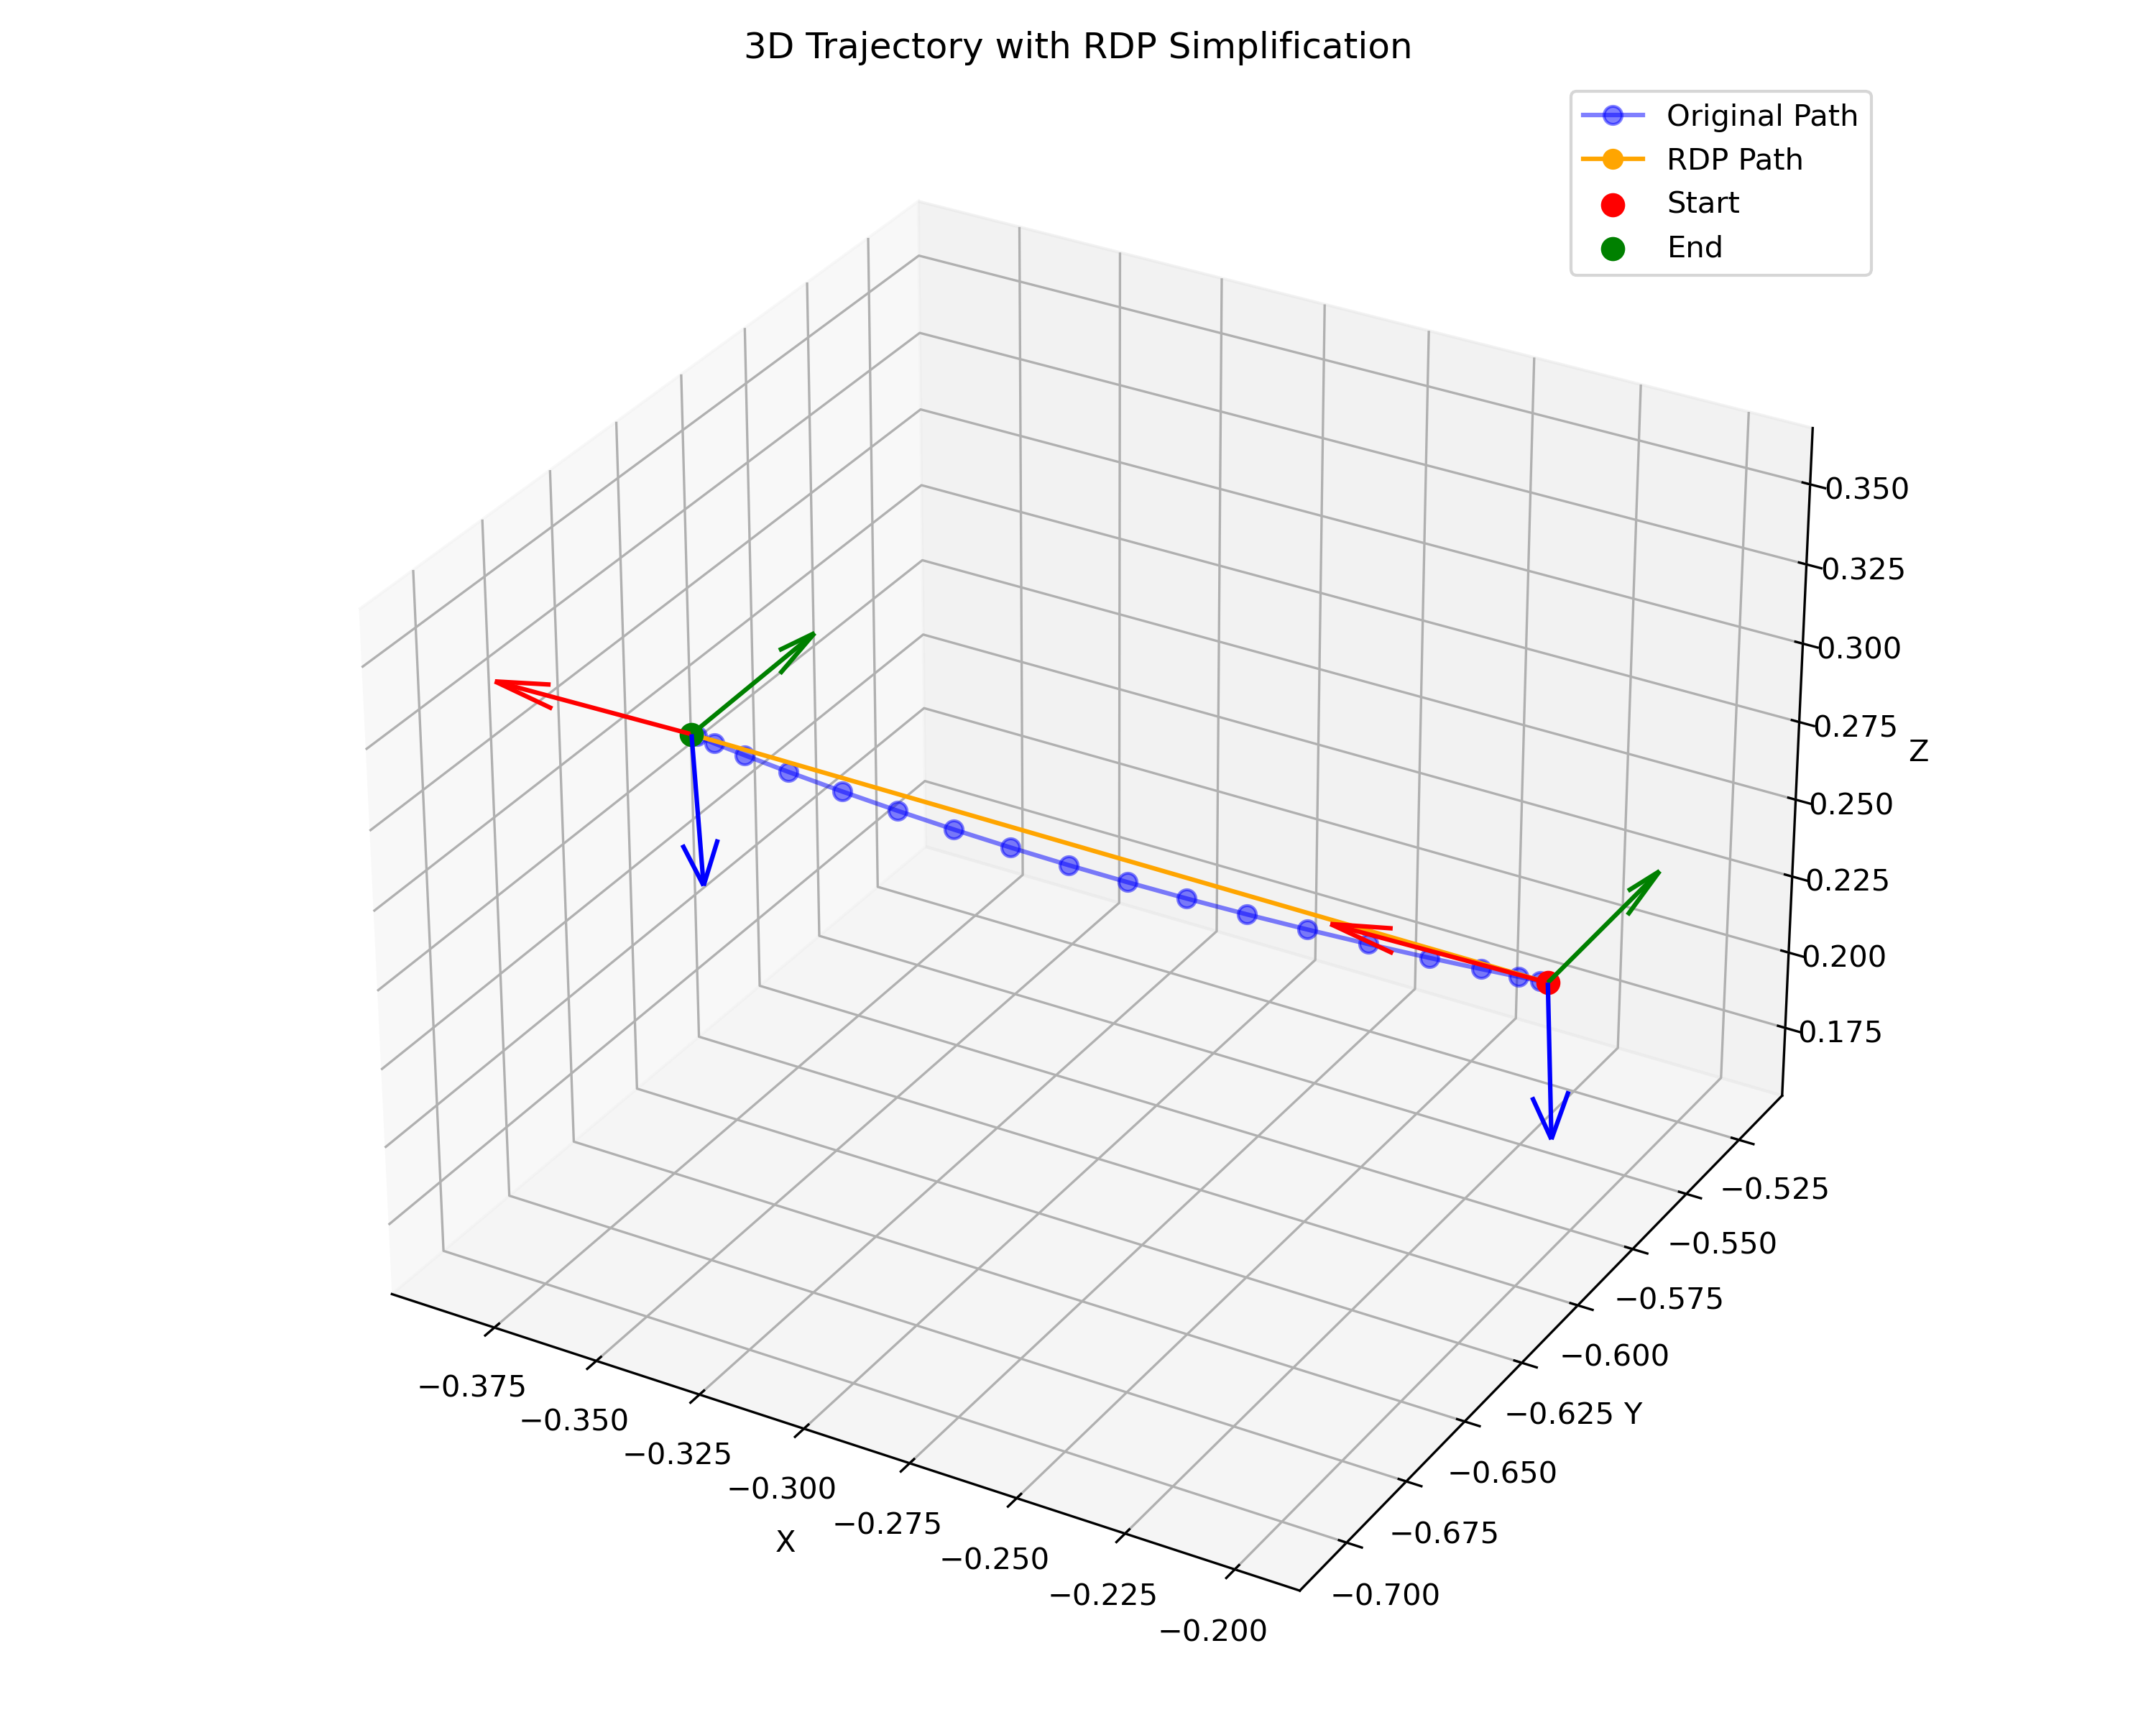 3D Trajectory with RDP Simplification
Original Path
RDP Path
Start
End
0.350
0.325
0.300
0.275
Z
0.250
0.225
0.200
0.175
−0.525
−0.550
−0.575
−0.600
−0.625 Y
−0.650
−0.675
−0.700
−0.375
−0.350
−0.325
−0.300
−0.275
X
−0.250
−0.225
−0.200